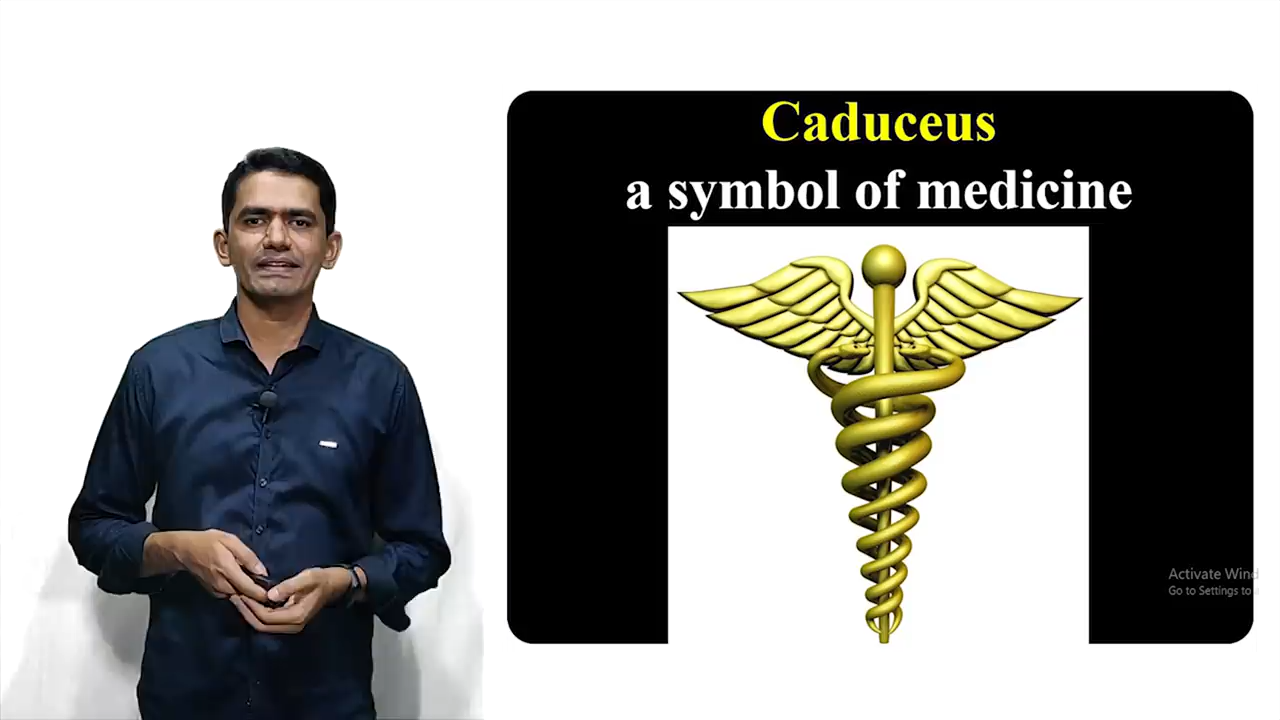 Caduceus
a symbol of medicine
Activate Wind
Go to Settings to